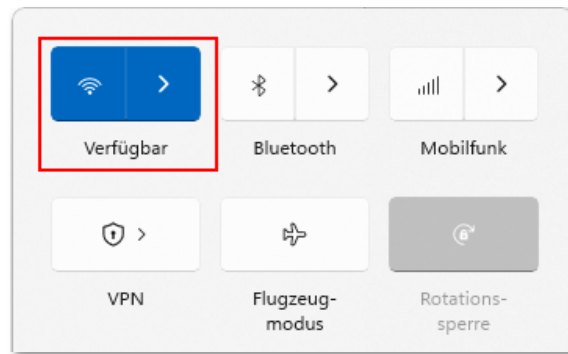 Verfügbar
Bluetooth
Mobilfunk
VPN
Flugzeug-
modus
Rotations-
sperre